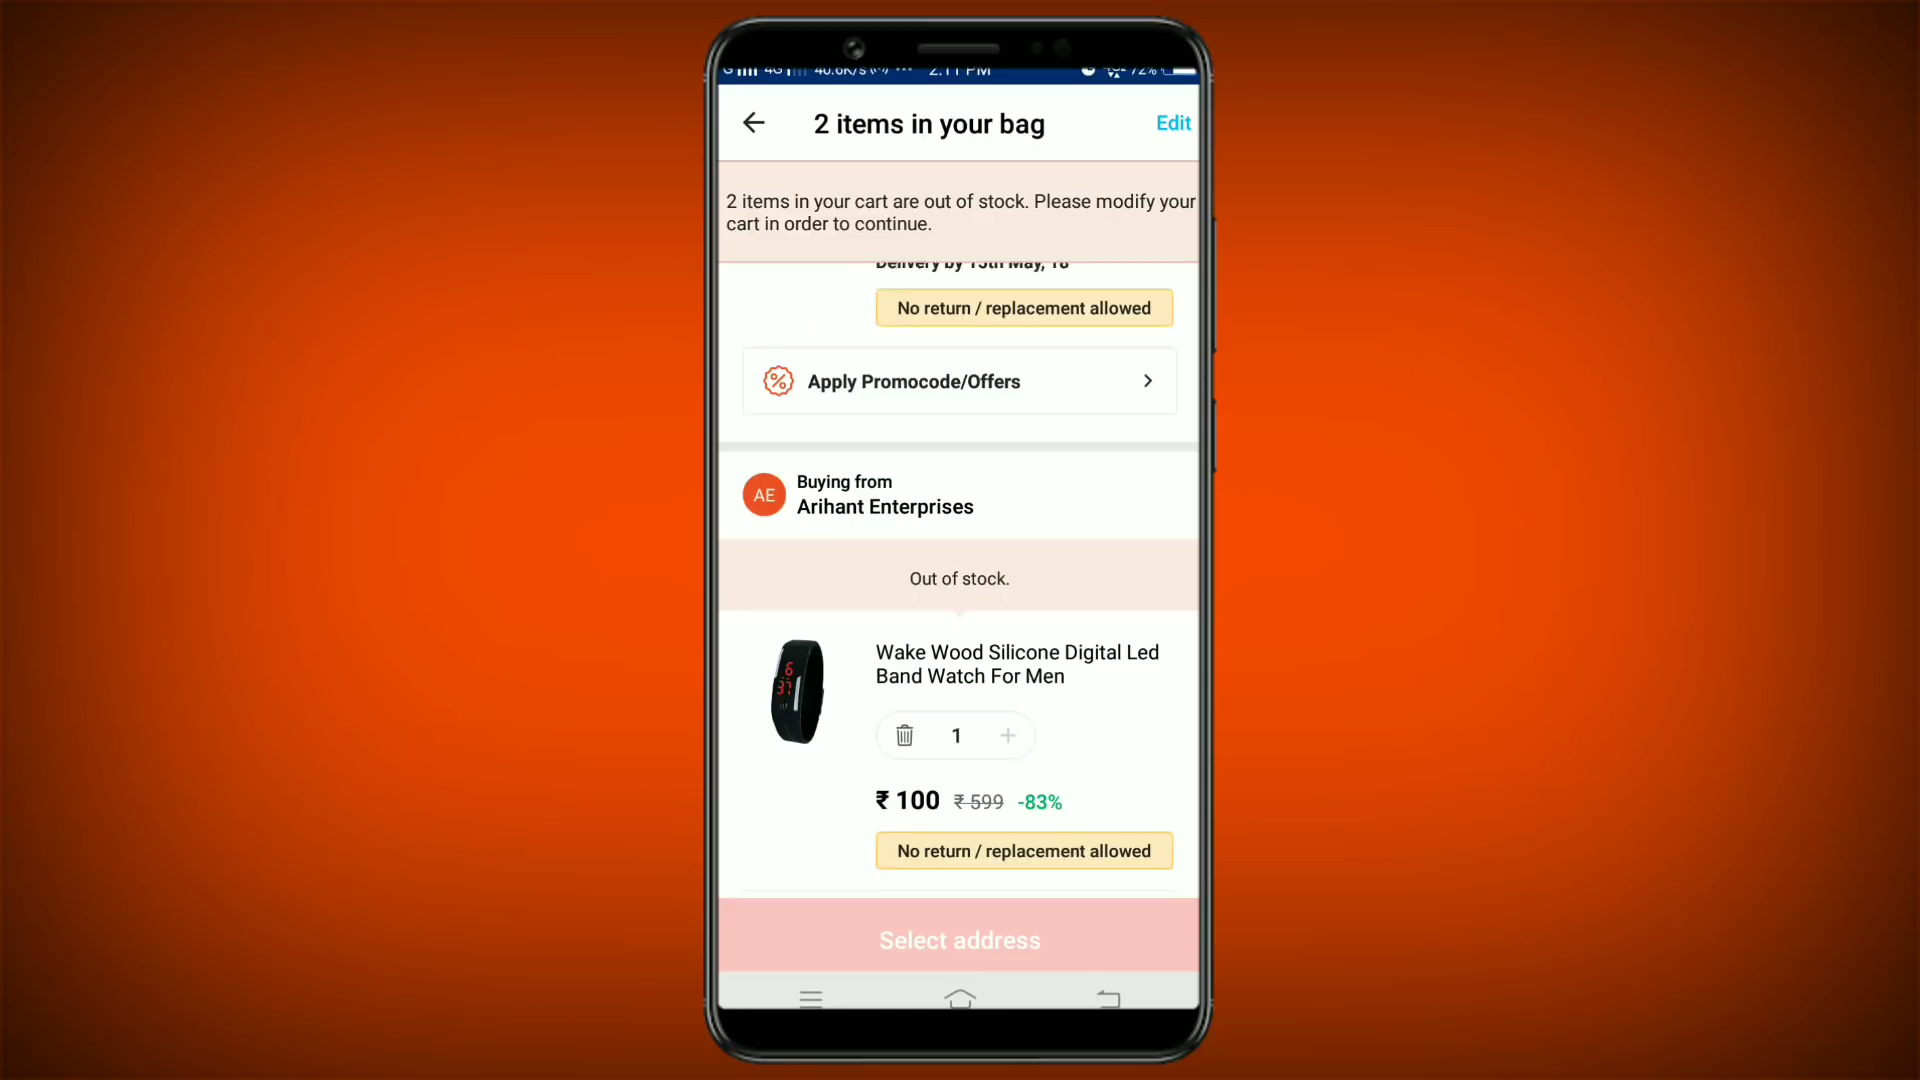 2:11 PM
2 items in your bag
Edit
2 items in your cart are out of stock. Please modify your
cart in order to continue.
Delivery by 15th May, 18
No return / replacement allowed
Apply Promocode/Offers
AE
Buying from
Arihant Enterprises
Out of stock.
Wake Wood Silicone Digital Led
Band Watch For Men
1
₹ 100 ₹ 599 -83%
No return / replacement allowed
Select address